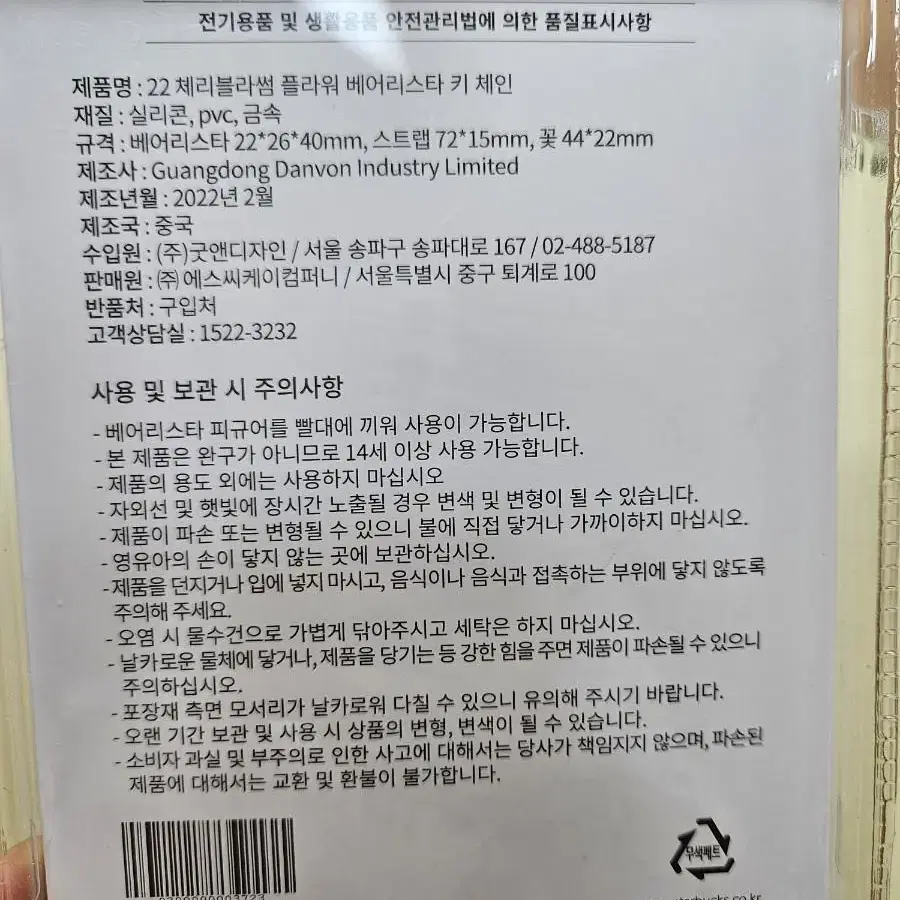 전기용품 및 생활용품 안전관리법에 의한 품질표시사항
제품명 : 22 체리블라썸 플라워 베어리스타 키 체인
재질 : 실리콘, pvc, 금속
규격 : 베어리스타 22*26*40mm, 스트랩 72*15mm, 꽃 44*22mm
제조사 : Guangdong Danvon Industry Limited
제조년월 : 2022년 2월
제조국 : 중국
수입원 : (주)굿앤디자인 / 서울 송파구 송파대로 167 / 02-488-5187
판매원 : ㈜에스씨케이컴퍼니 / 서울특별시 중구 퇴계로 100
반품처 : 구입처
고객상담실 : 1522-3232
사용 및 보관 시 주의사항
- 베어리스타 피규어를 빨대에 끼워 사용이 가능합니다.
- 본 제품은 완구가 아니므로 14세 이상 사용 가능합니다.
- 제품의 용도 외에는 사용하지 마십시오
- 자외선 및 햇빛에 장시간 노출될 경우 변색 및 변형이 될 수 있습니다.
- 제품이 파손 또는 변형될 수 있으니 불에 직접 닿거나 가까이하지 마십시오.
- 영유아의 손이 닿지 않는 곳에 보관하십시오.
- 제품을 던지거나 입에 넣지 마시고, 음식이나 음식과 접촉하는 부위에 닿지 않도록
주의해 주세요.
- 오염 시 물수건으로 가볍게 닦아주시고 세탁은 하지 마십시오.
- 날카로운 물체에 닿거나, 제품을 당기는 등 강한 힘을 주면 제품이 파손될 수 있으니
주의하십시오.
- 포장재 측면 모서리가 날카로워 다칠 수 있으니 유의해 주시기 바랍니다.
- 오랜 기간 보관 및 사용 시 상품의 변형, 변색이 될 수 있습니다.
- 소비자 과실 및 부주의로 인한 사고에 대해서는 당사가 책임지지 않으며, 파손된
제품에 대해서는 교환 및 환불이 불가합니다.
무색페트